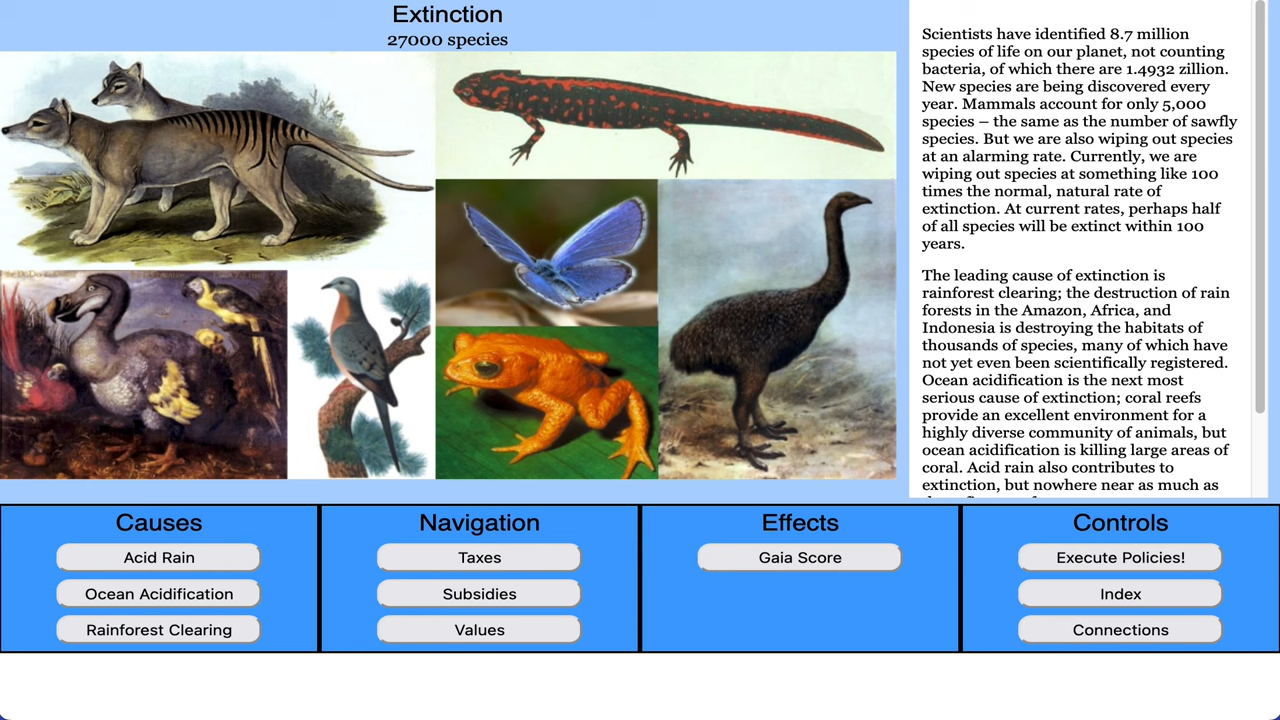 Extinction
27000 species
Scientists have identified 8.7 million
species of life on our planet, not counting
bacteria, of which there are 1.4932 zillion.
New species are being discovered every
year. Mammals account for only 5,000
species – the same as the number of sawfly
species. But we are also wiping out species
at an alarming rate. Currently, we are
wiping out species at something like 100
times the normal, natural rate of
extinction. At current rates, perhaps half
of all species will be extinct within 100
years.
The leading cause of extinction is
rainforest clearing; the destruction of rain
forests in the Amazon, Africa, and
Indonesia is destroying the habitats of
thousands of species, many of which have
not yet even been scientifically registered.
Ocean acidification is the next most
serious cause of extinction; coral reefs
provide an excellent environment for a
highly diverse community of animals, but
ocean acidification is killing large areas of
coral. Acid rain also contributes to
extinction, but nowhere near as much as
Causes
Acid Rain
Ocean Acidification
Rainforest Clearing
Navigation
Taxes
Subsidies
Values
Effects
Gaia Score
Controls
Execute Policies!
Index
Connections